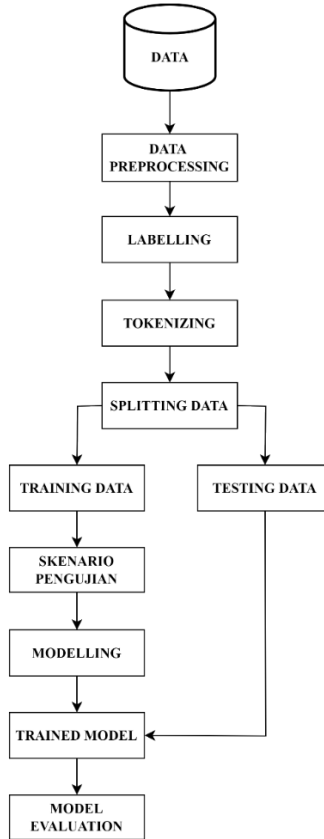 DATA
DATA
PREPROCESSING
LABELLING
TOKENIZING
SPLITTING DATA
TRAINING DATA
TESTING DATA
SKENARIO
PENGUJIAN
MODELLING
TRAINED MODEL
MODEL
EVALUATION